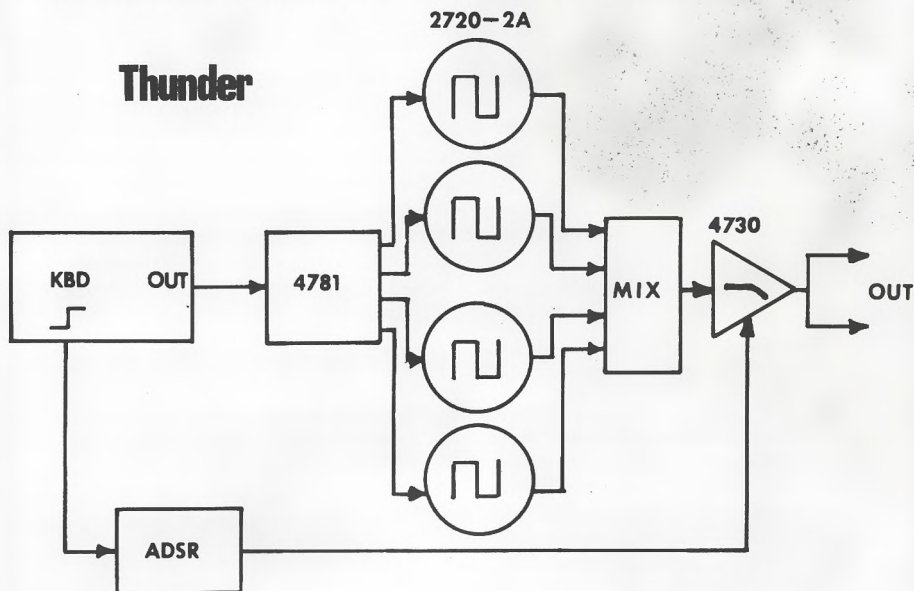 2720-2A
Thunder
4730
KBD OUT
4781
MIX
OUT
ADSR